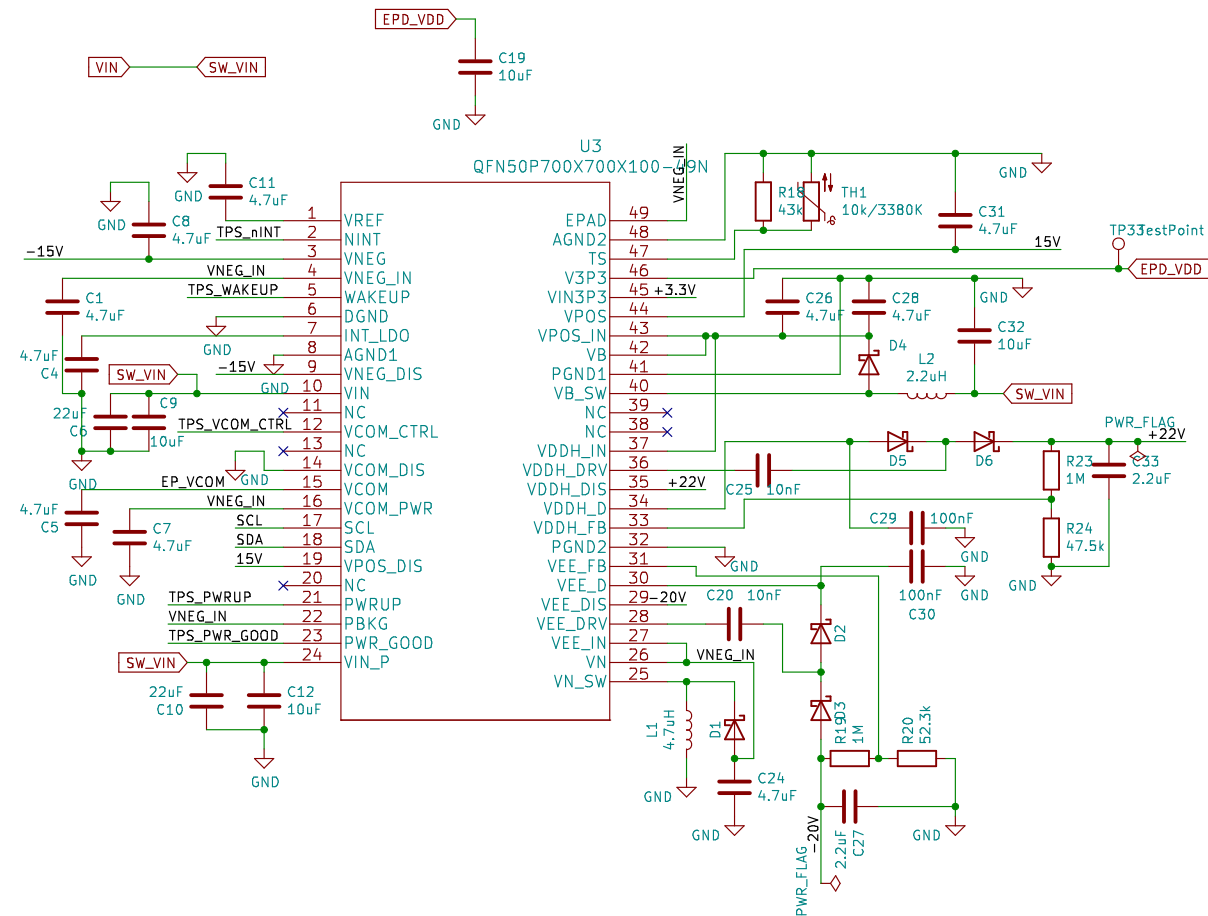 EPD_VDD
C19
10uF
GND
VIN
SW_VIN
U3
QFN50P700X700X100-49N
GND
C11
4.7uF
GND
C8
4.7uF
TPS_nINT
-15V
VNEG_IN
C1
4.7uF
TPS_WAKEUP
GND
4.7uF
C4
SW_VIN
-15V
GND
22uF
C6
C9
10uF
TPS_VCOM_CTRL
GND
GND
EP_VCOM
4.7uF
C5
GND
VNEG_IN
C7
4.7uF
GND
SCL
SDA
15V
TPS_PWRUP
VNEG_IN
TPS_PWR_GOOD
SW_VIN
22uF
C10
C12
10uF
GND
1 VREF
2 NINT
3 VNEG
4 VNEG_IN
5 WAKEUP
6 DGND
7 INT_LDO
8 AGND1
9 VNEG_DIS
10 VIN
11 NC
12 VCOM_CTRL
13 NC
14 VCOM_DIS
15 VCOM
16 VCOM_PWR
17 SCL
18 SDA
19 VPOS_DIS
20 NC
21 PWRUP
22 PBKG
23 PWR_GOOD
24 VIN_P
EPAD 49
AGND2 48
TS 47
V3P3 46
VIN3P3 45
VPOS 44
VPOS_IN 43
VB 42
PGND1 41
VB_SW 40
NC 39
NC 38
VDDH_IN 37
VDDH_DRV 36
VDDH_DIS 35
VDDH_D 34
VDDH_FB 33
PGND2 32
VEE_FB 31
VEE_D 30
VEE_DIS 29
VEE_DRV 28
VEE_IN 27
VN 26
VN_SW 25
VNEG_IN
R18
43k
TH1
10k/3380K
GND
C31
4.7uF
15V
TP33
TestPoint
EPD_VDD
+3.3V
C26
4.7uF
C28
4.7uF
GND
C32
10uF
D4
L2
2.2uH
SW_VIN
PWR_FLAG
+22V
D5
D6
R23
1M
C33
2.2uF
C25
10nF
+22V
C29
100nF
GND
R24
47.5k
GND
GND
GND
100nF
C30
-20V
C20
10nF
D2
VNEG_IN
D3
R19
1M
R20
52.3k
L1
4.7uH
D1
GND
C24
4.7uF
GND
-20V
2.2uF
C27
GND
PWR_FLAG